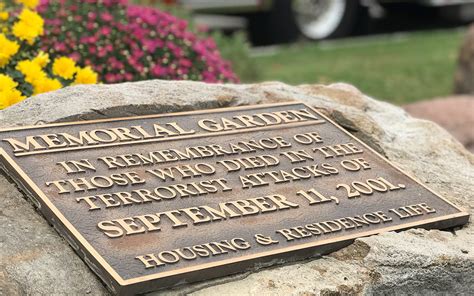 MEMORIAL GARDEN
IN REMEMBRANCE OF
THOSE WHO DIED IN THE
TERRORIST ATTACKS OF
SEPTEMBER 11, 2001.
HOUSING & RESIDENCE LIFE